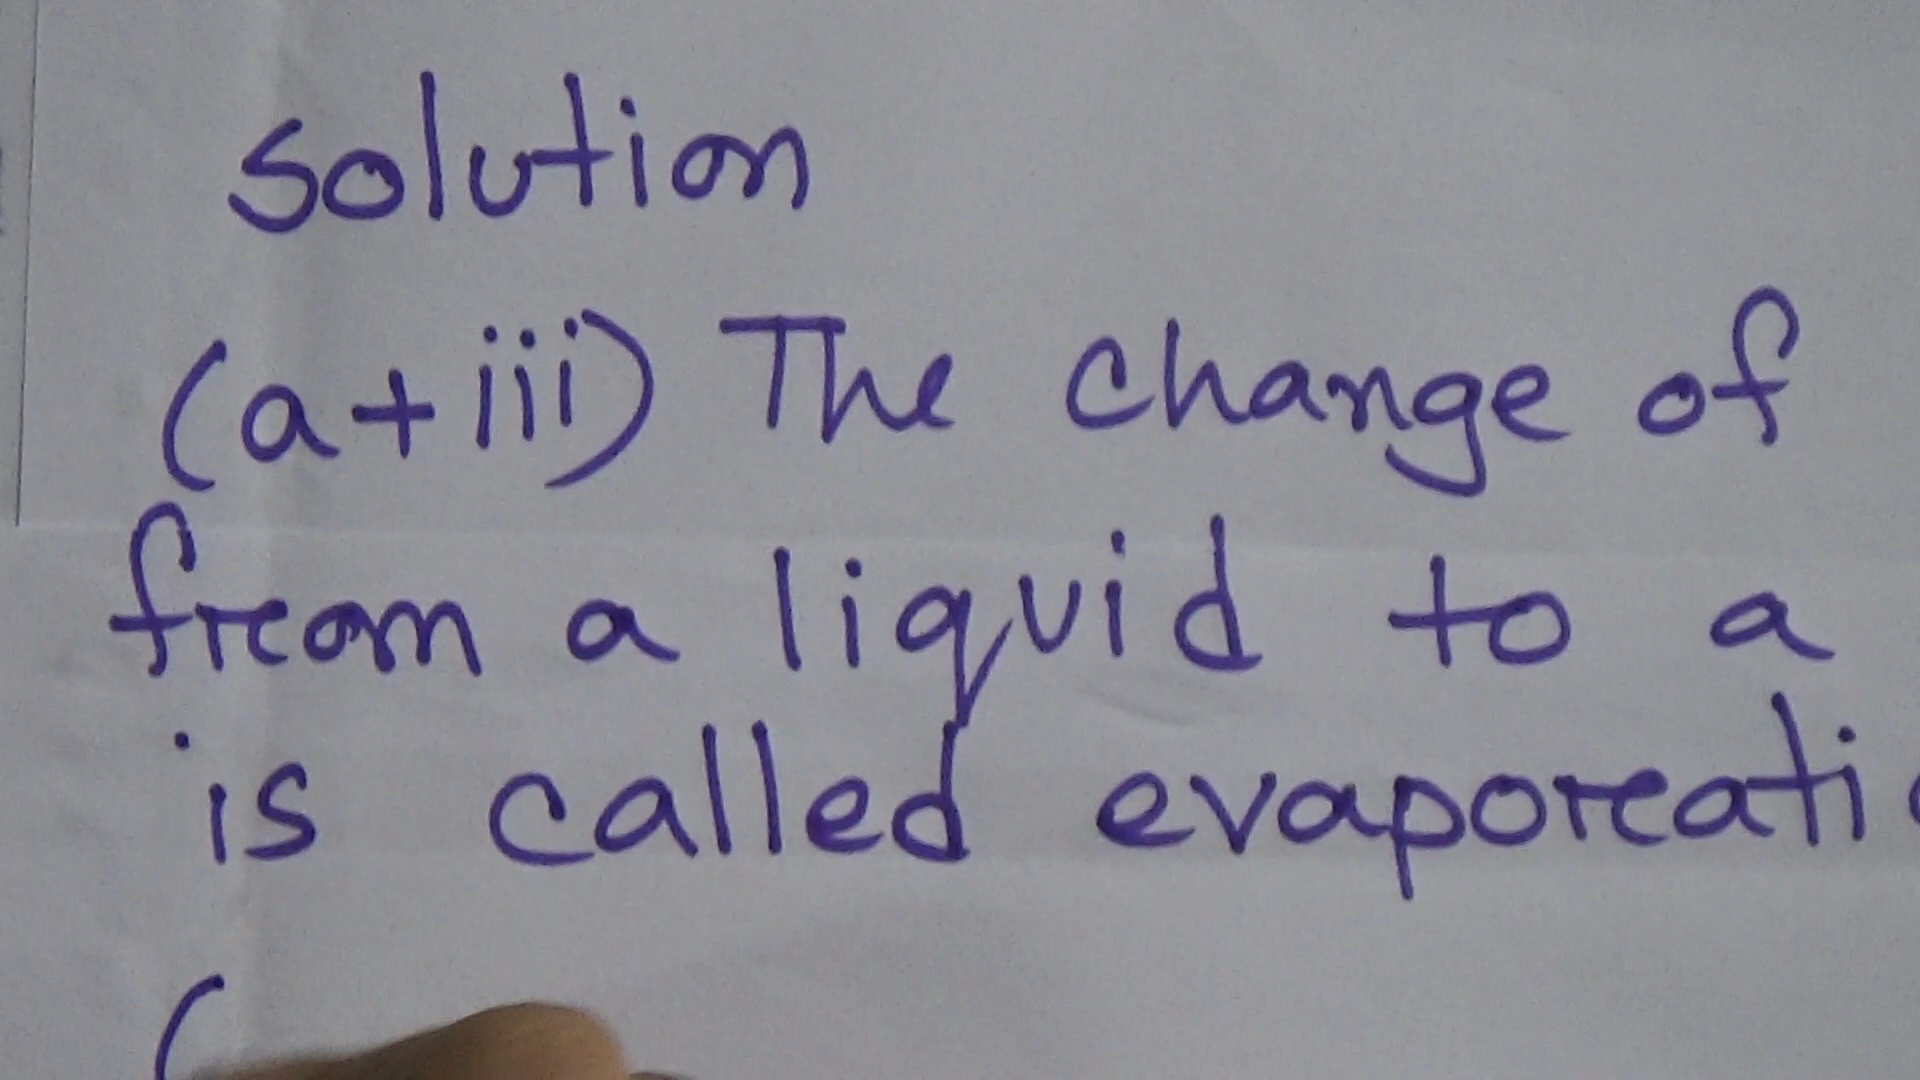 solution
(a+iii) The change of
from a liquid to a
is called evaporati
(